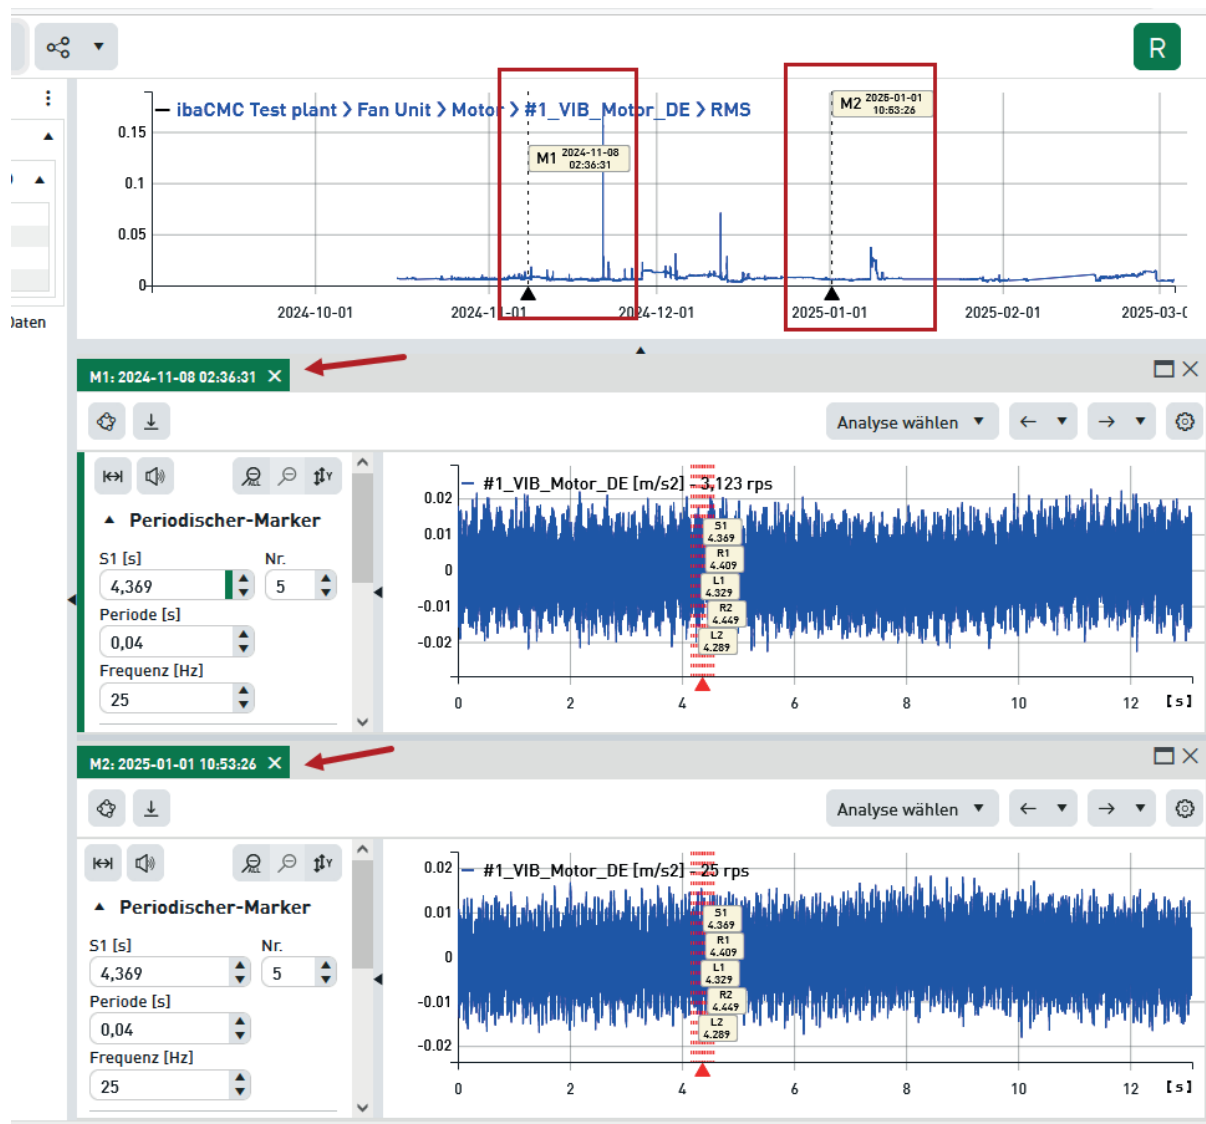 R
ibaCMC Test plant > Fan Unit > Motor > #1_VIB_Motor_DE > RMS
M1 2024-11-08 02:36:31
M2 2025-01-01 10:53:26
0.15
0.1
0.05
0
2024-10-01 2024-11-01 2024-12-01 2025-01-01 2025-02-01
Daten
M1: 2024-11-08 02:36:31
Analyse wählen
ALL Y
Periodischer-Marker
S1 [s] Nr.
4,369 5
Periode [s]
0,04
Frequenz [Hz]
25
#1_VIB_Motor_DE [m/s2] - 3,123 rps
0.02
0.01
0
-0.01
-0.02
S1
4.369
R1
4.409
L1
4.329
R2
4.449
L2
4.289
0 2 4 6 8 10 12 [s]
M2: 2025-01-01 10:53:26
Analyse wählen
ALL Y
Periodischer-Marker
S1 [s] Nr.
4,369 5
Periode [s]
0,04
Frequenz [Hz]
25
#1_VIB_Motor_DE [m/s2] - 25 rps
0.02
0.01
0
-0.01
-0.02
S1
4.369
R1
4.409
L1
4.329
R2
4.449
L2
4.289
0 2 4 6 8 10 12 [s]